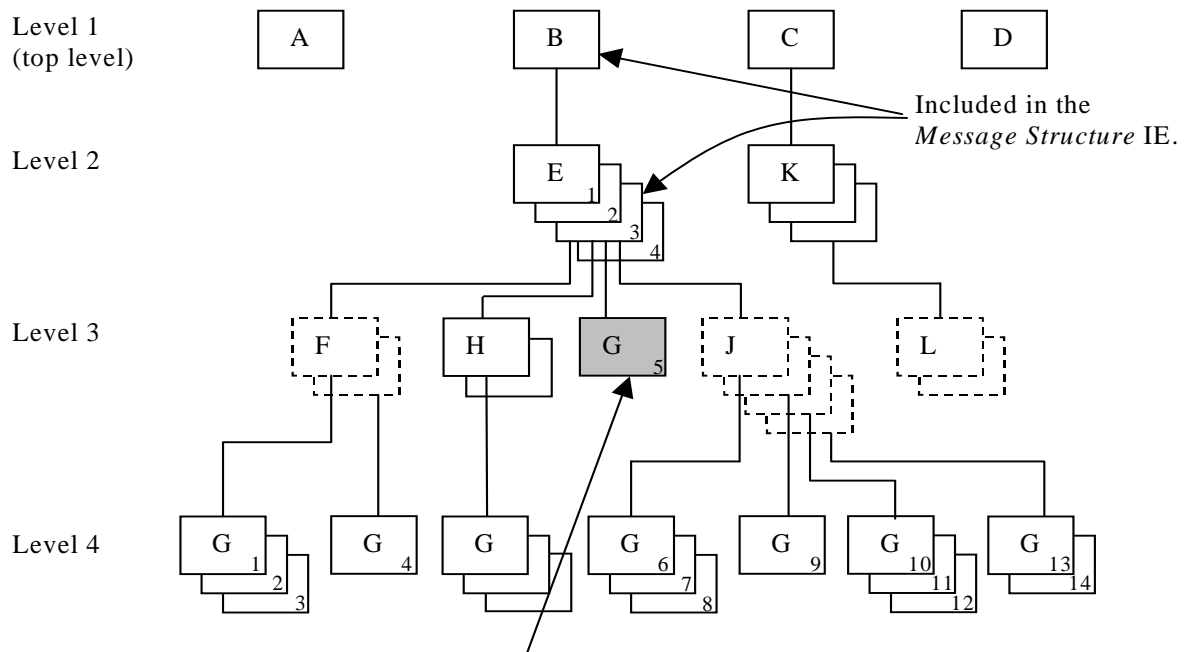 Level 1
(top level)
A
B
C
D
Included in the
Message Structure IE.
Level 2
E
1
2
3
4
K
Level 3
F
H
G
5
J
L
Level 4
G
1
2
3
G
4
G
G
6
7
8
G
9
G
10
11
12
G
13
14